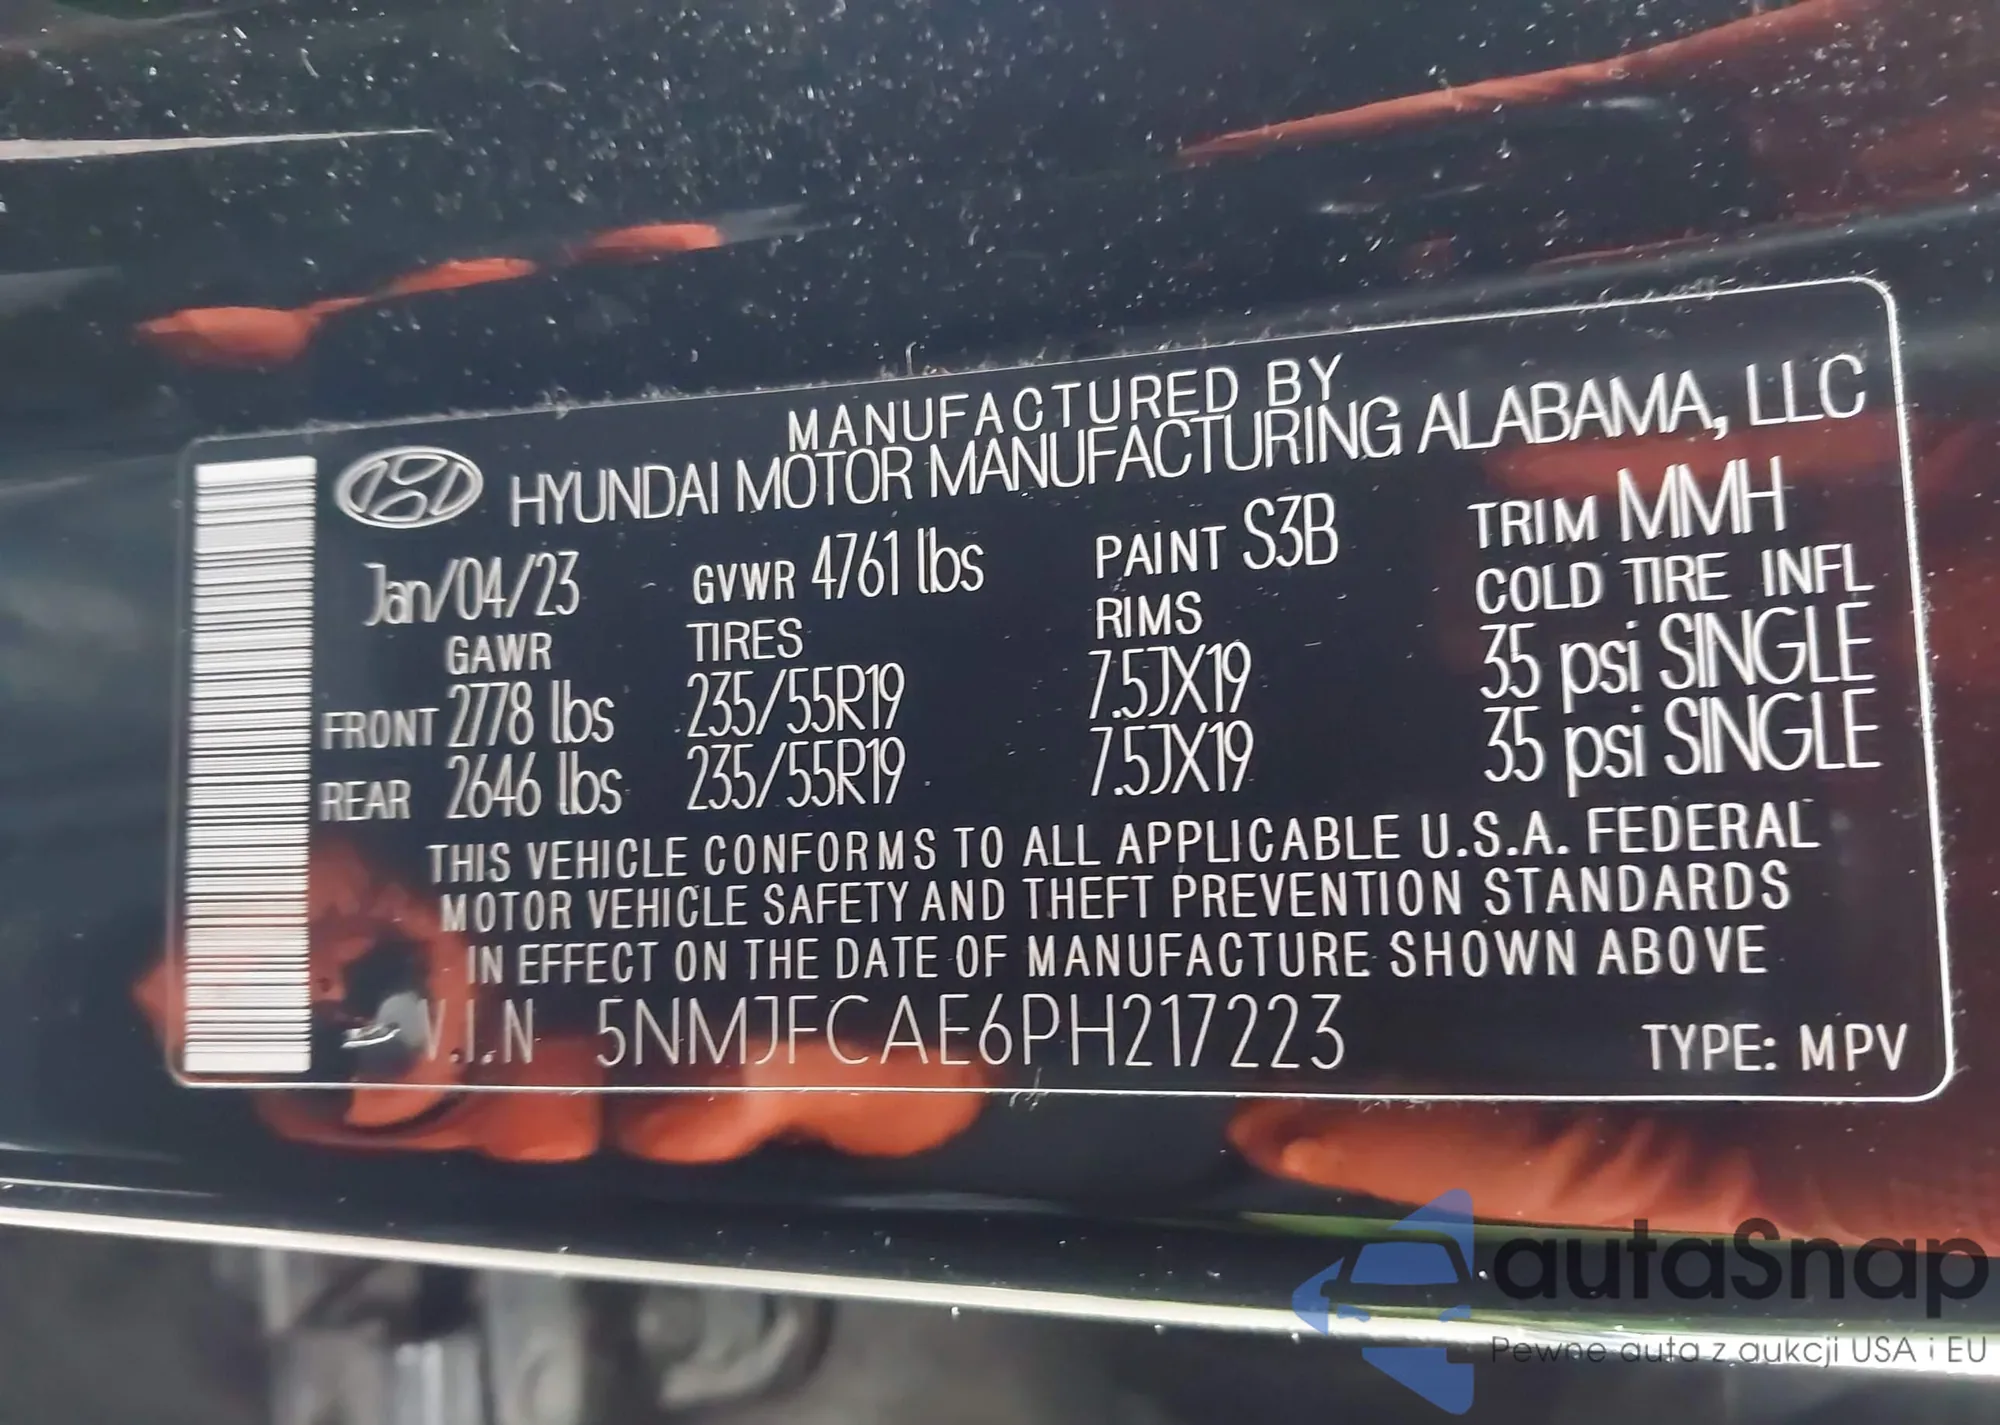 MANUFACTURED BY
HYUNDAI MOTOR MANUFACTURING ALABAMA, LLC
Jan/04/23 GVWR 4761 lbs PAINT S3B TRIM MMH
GAWR TIRES RIMS COLD TIRE INFL
FRONT 2778 lbs 235/55R19 7.5JX19 35 psi SINGLE
REAR 2646 lbs 235/55R19 7.5JX19 35 psi SINGLE
THIS VEHICLE CONFORMS TO ALL APPLICABLE U.S.A. FEDERAL
MOTOR VEHICLE SAFETY AND THEFT PREVENTION STANDARDS
IN EFFECT ON THE DATE OF MANUFACTURE SHOWN ABOVE
V.I.N 5NMJFCAE6PH217223 TYPE: MPV
autaSnap
Pewne auta z aukcji USA i EU